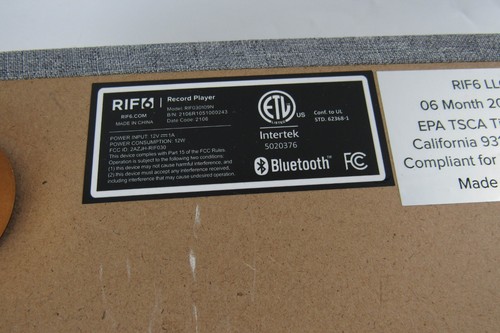 RIF6 | Record Player
RIF6.COM
MADE IN CHINA
Model: RIF030109N
B/N: 2106R1051000243
Date Code: 2106
POWER INPUT: 12V 1A
POWER CONSUMPTION: 12W
FCC ID: 2AZJH-RIF030
This device complies with Part 15 of the FCC Rules.
Operation is subject to the following two conditions:
(1) this device may not cause harmful interference, and
(2) this device must accept any interference received,
including interference that may cause undesired operation.
ETL
US
Intertek
5020376
Conf. to UL
STD. 62368-1
Bluetooth
FC
RIF6 LL
06 Month 20
EPA TSCA Ti
California 93
Compliant for
Made